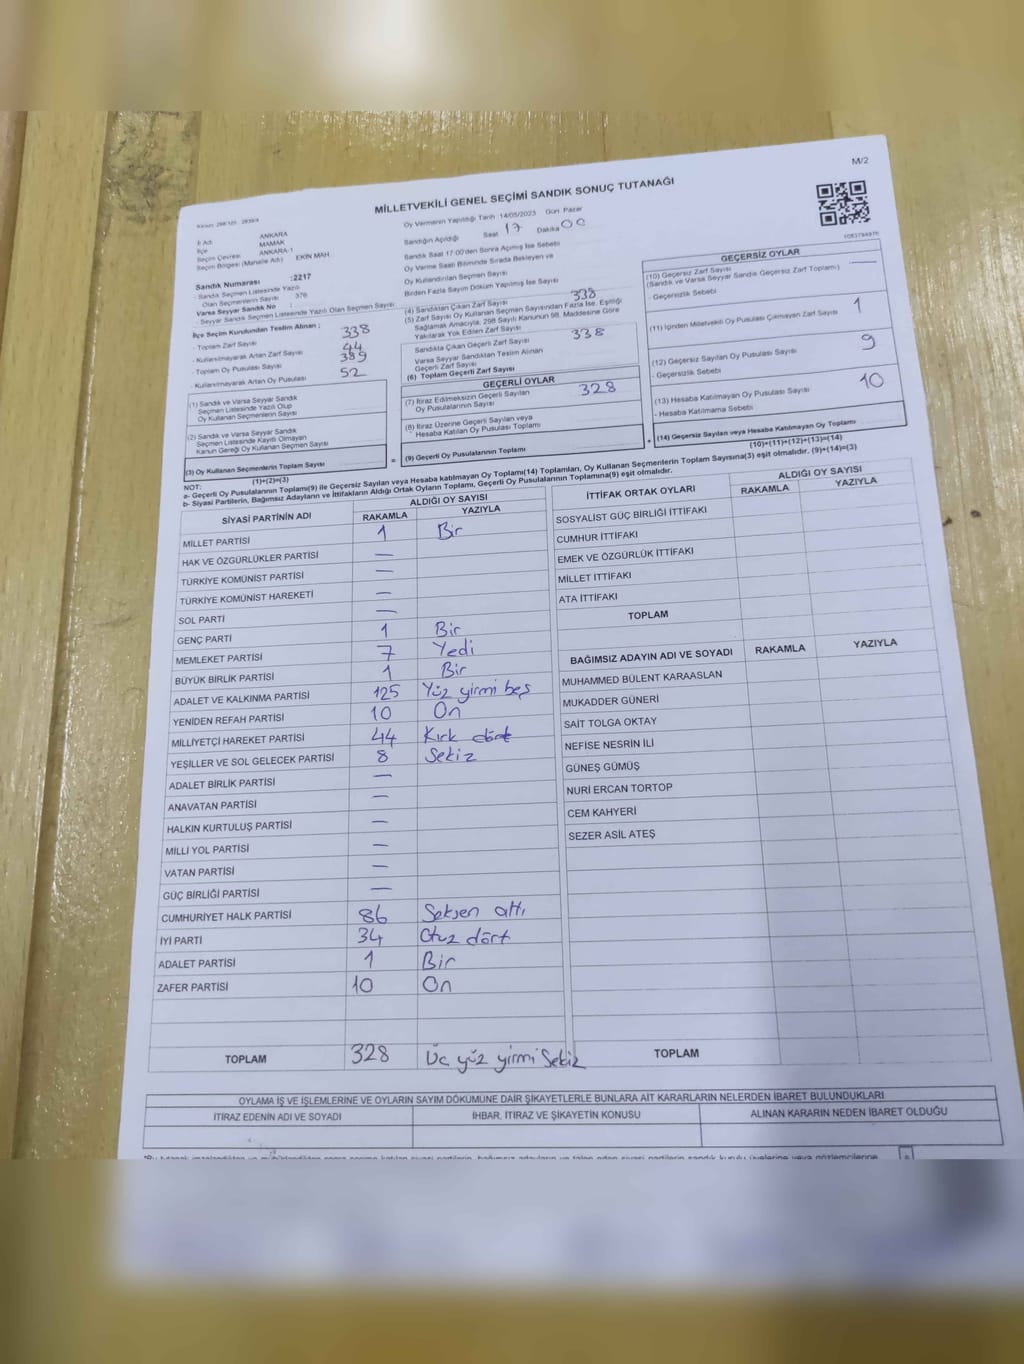 M/2
MİLLETVEKİLİ GENEL SEÇİMİ SANDIK SONUÇ TUTANAĞI
Oy Vermenin Yapıldığı Tarih :14/05/2023 Gün: Pazar
İl Adı ANKARA
İlçe MAMAK
Seçim Çevresi ANKARA-1
Seçim Bölgesi (Mahalle Adı) EKİN MAH.
Sandık Numarası :2217
Sandık Seçmen Listesinde Yazılı
Olan Seçmenlerin Sayısı : 376
Varsa Seyyar Sandık No :
- Seyyar Sandık Seçmen Listesinde Yazılı Olan Seçmen Sayısı
İlçe Seçim Kurulundan Teslim Alınan ;
- Toplam Zarf Sayısı 338
- Kullanılmayarak Artan Zarf Sayısı 44
- Toplam Oy Pusulası Sayısı 389
- Kullanılmayarak Artan Oy Pusulası 52
(1) Sandık ve Varsa Seyyar Sandık
Seçmen Listesinde Yazılı Olup
Oy Kullanan Seçmenlerin Sayısı
(2) Sandık ve Varsa Seyyar Sandık
Seçmen Listesinde Kayıtlı Olmayan
Kanun Gereği Oy Kullanan Seçmen Sayısı
(3) Oy Kullanan Seçmenlerin Toplam Sayısı
(1)+(2)=(3)
Sandığın Açıldığı Saat 17 Dakika 00
Sandık Saat 17:00'den Sonra Açılmış İse Sebebi
Oy Verme Saati Bitiminde Sırada Bekleyen ve
Oy Kullandırılan Seçmen Sayısı
Birden Fazla Sayım Döküm Yapılmış İse Sayısı
(4) Sandıktan Çıkan Zarf Sayısı 338
(5) Zarf Sayısı Oy Kullanan Seçmen Sayısından Fazla İse, Eşitliği
Sağlamak Amacıyla, 298 Sayılı Kanunun 98. Maddesine Göre
Yakılarak Yok Edilen Zarf Sayısı
Sandıkta Çıkan Geçerli Zarf Sayısı 338
Varsa Seyyar Sandıktan Teslim Alınan
Geçerli Zarf Sayısı
(6) Toplam Geçerli Zarf Sayısı
GEÇERLİ OYLAR
(7) İtiraz Edilmeksizin Geçerli Sayılan
Oy Pusulalarının Sayısı 328
(8) İtiraz Üzerine Geçerli Sayılan veya
Hesaba Katılan Oy Pusulası Toplamı
= (9) Geçerli Oy Pusulalarının Toplamı
GEÇERSİZ OYLAR
(10) Geçersiz Zarf Sayısı
(Sandık ve Varsa Seyyar Sandık Geçersiz Zarf Toplamı) —
- Geçersizlik Sebebi
(11) İçinden Milletvekili Oy Pusulası Çıkmayan Zarf Sayısı 1
(12) Geçersiz Sayılan Oy Pusulası Sayısı 9
- Geçersizlik Sebebi
(13) Hesaba Katılmayan Oy Pusulası Sayısı 10
- Hesaba Katılmama Sebebi
+ (14) Geçersiz Sayılan veya Hesaba Katılmayan Oy Toplamı
(10)+(11)+(12)+(13)=(14)
NOT:
a- Geçerli Oy Pusulalarının Toplamı(9) ile Geçersiz Sayılan veya Hesaba katılmayan Oy Toplamı(14) Toplamları, Oy Kullanan Seçmenlerin Toplam Sayısına(3) eşit olmalıdır. (9)+(14)=(3)
b- Siyasi Partilerin, Bağımsız Adayların ve İttifakların Aldığı Ortak Oyların Toplamı, Geçerli Oy Pusulalarının Toplamına(9) eşit olmalıdır.
SİYASİ PARTİNİN ADI ALDIĞI OY SAYISI
RAKAMLA YAZIYLA
MİLLET PARTİSİ 1 Bir
HAK VE ÖZGÜRLÜKLER PARTİSİ —
TÜRKİYE KOMÜNİST PARTİSİ —
TÜRKİYE KOMÜNİST HAREKETİ —
SOL PARTİ —
GENÇ PARTİ 1 Bir
MEMLEKET PARTİSİ 7 Yedi
BÜYÜK BİRLİK PARTİSİ 1 Bir
ADALET VE KALKINMA PARTİSİ 125 Yüz yirmi beş
YENİDEN REFAH PARTİSİ 10 On
MİLLİYETÇİ HAREKET PARTİSİ 44 Kırk dört
YEŞİLLER VE SOL GELECEK PARTİSİ 8 Sekiz
ADALET BİRLİK PARTİSİ —
ANAVATAN PARTİSİ —
HALKIN KURTULUŞ PARTİSİ —
MİLLİ YOL PARTİSİ —
VATAN PARTİSİ —
GÜÇ BİRLİĞİ PARTİSİ —
CUMHURİYET HALK PARTİSİ 86 Seksen altı
İYİ PARTİ 34 Otuz dört
ADALET PARTİSİ 1 Bir
ZAFER PARTİSİ 10 On
TOPLAM 328 Üç yüz yirmi Sekiz
İTTİFAK ORTAK OYLARI ALDIĞI OY SAYISI
RAKAMLA YAZIYLA
SOSYALİST GÜÇ BİRLİĞİ İTTİFAKI
CUMHUR İTTİFAKI
EMEK VE ÖZGÜRLÜK İTTİFAKI
MİLLET İTTİFAKI
ATA İTTİFAKI
TOPLAM
BAĞIMSIZ ADAYIN ADI VE SOYADI RAKAMLA YAZIYLA
MUHAMMED BÜLENT KARAASLAN
MUKADDER GÜNERİ
SAİT TOLGA OKTAY
NEFİSE NESRİN İLİ
GÜNEŞ GÜMÜŞ
NURİ ERCAN TORTOP
CEM KAHYERİ
SEZER ASİL ATEŞ
TOPLAM
OYLAMA İŞ VE İŞLEMLERİNE VE OYLARIN SAYIM DÖKÜMÜNE DAİR ŞİKAYETLERLE BUNLARA AİT KARARLARIN NELERDEN İBARET BULUNDUKLARI
İTİRAZ EDENİN ADI VE SOYADI İHBAR, İTİRAZ VE ŞİKAYETİN KONUSU ALINAN KARARIN NEDEN İBARET OLDUĞU